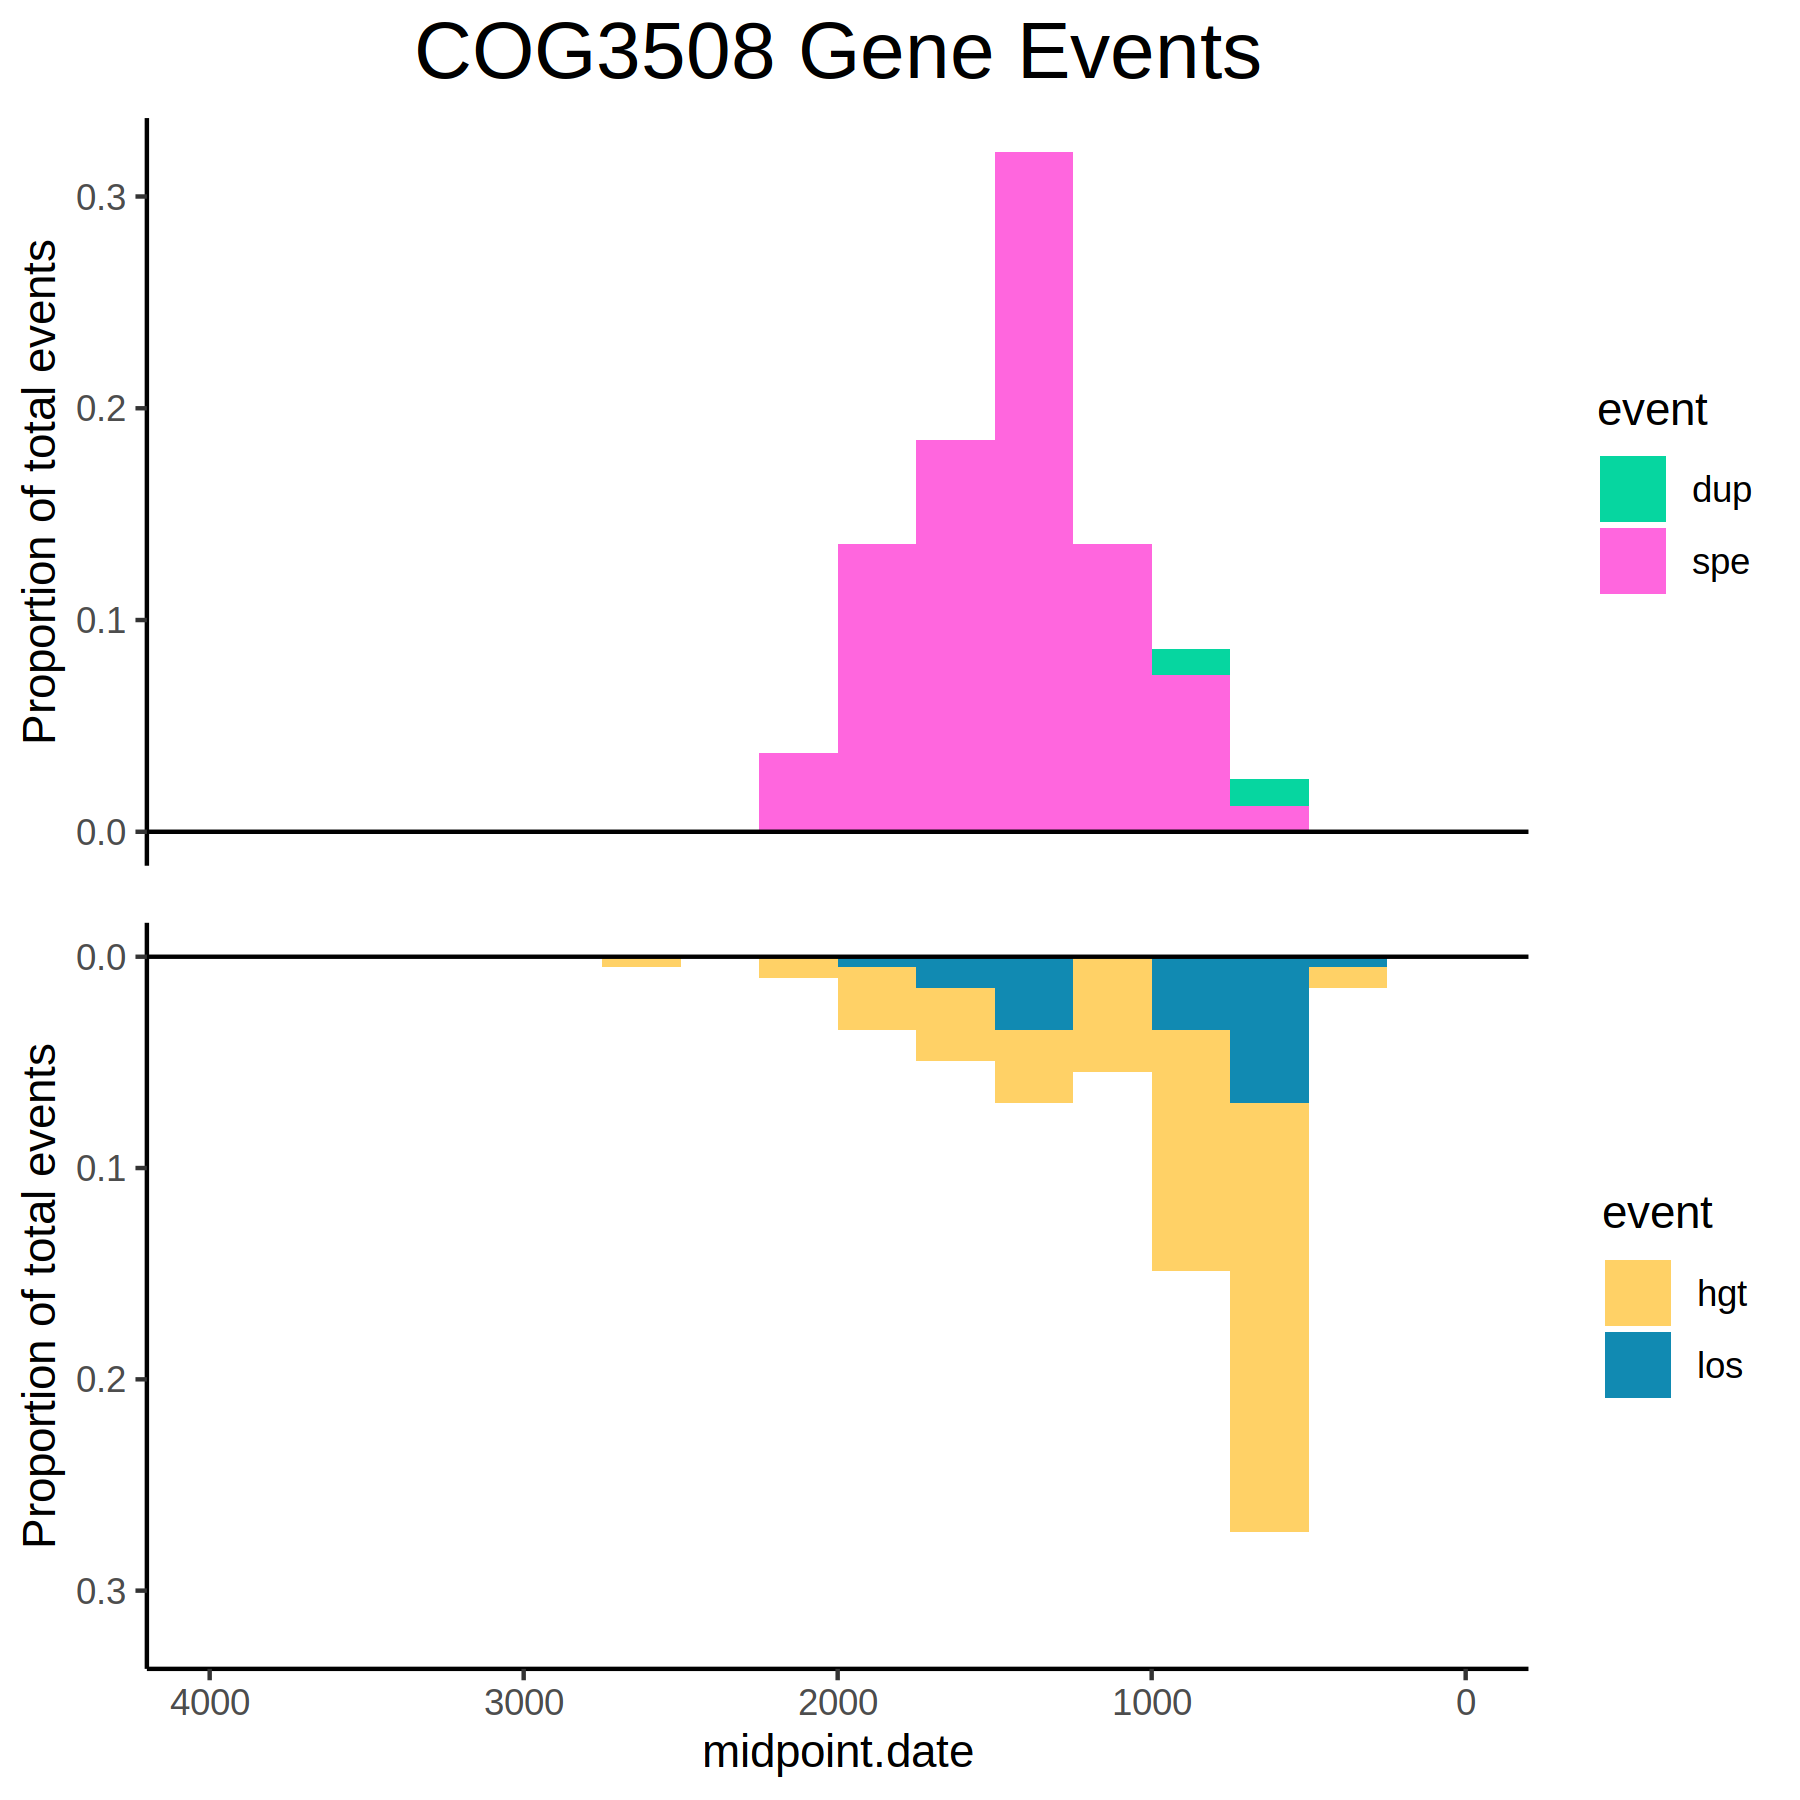 COG3508 Gene Events
Proportion of total events
0.3
0.2
0.1
0.0
event
dup
spe
Proportion of total events
0.0
0.1
0.2
0.3
event
hgt
los
4000 3000 2000 1000 0
midpoint.date